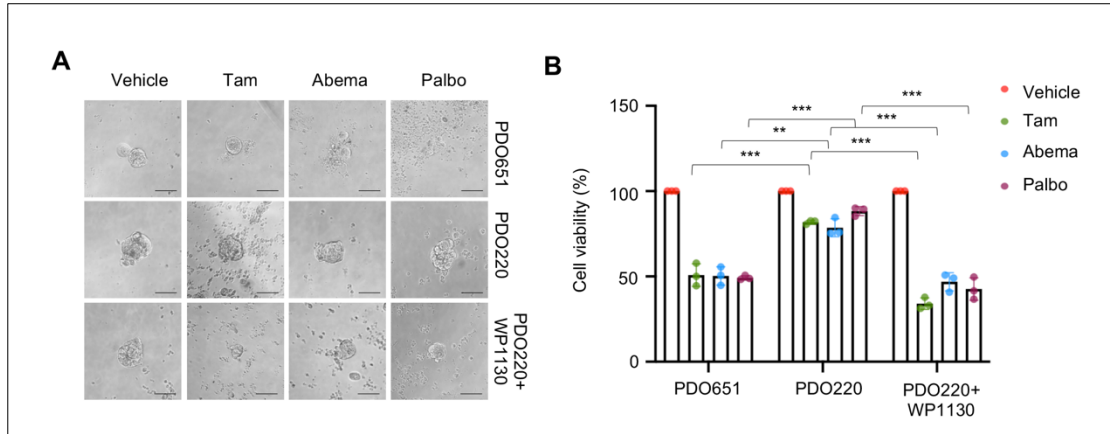 A
Vehicle
Tam
Abema
Palbo
PDO651
PDO220
PDO220+
WP1130
B
Cell viability (%)
150
100
50
0
***
**
***
***
***
***
PDO651
PDO220
PDO220+
WP1130
Vehicle
Tam
Abema
Palbo